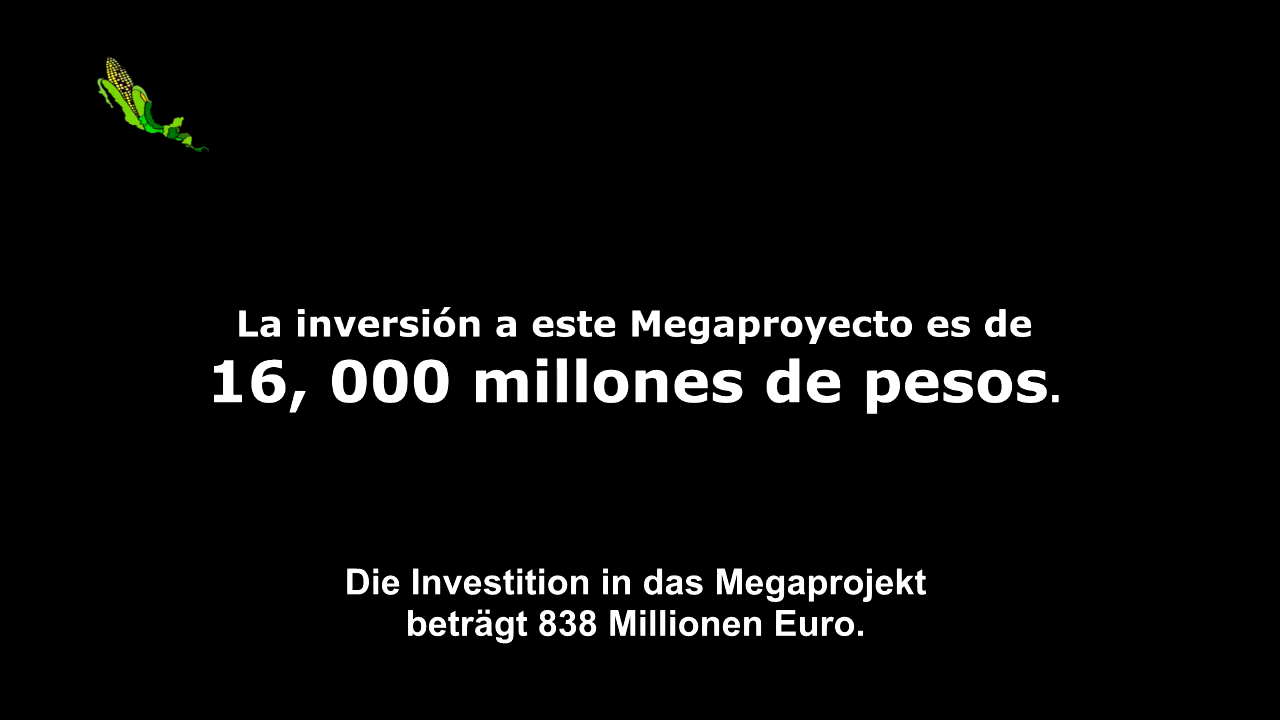 La inversión a este Megaproyecto es de
16, 000 millones de pesos.
Die Investition in das Megaprojekt
beträgt 838 Millionen Euro.